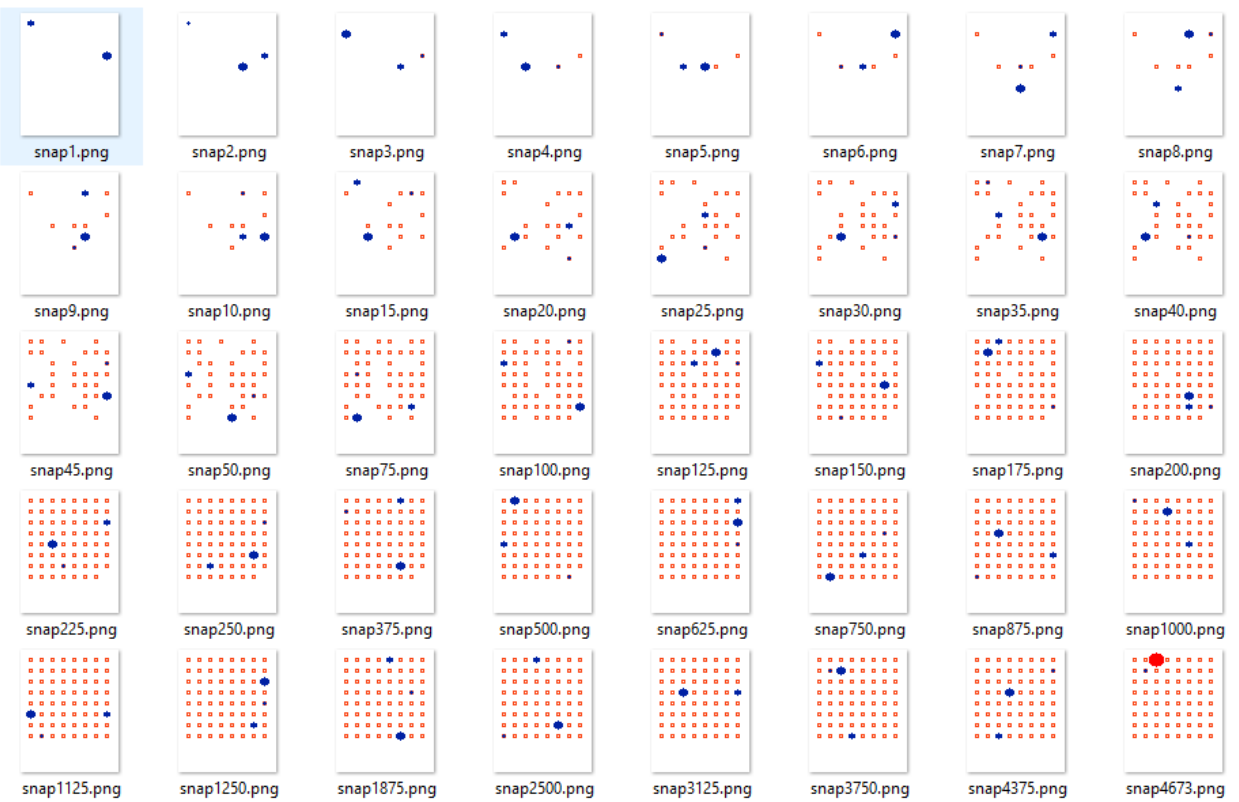 snap1.png snap2.png snap3.png snap4.png snap5.png snap6.png snap7.png snap8.png
snap9.png snap10.png snap15.png snap20.png snap25.png snap30.png snap35.png snap40.png
snap45.png snap50.png snap75.png snap100.png snap125.png snap150.png snap175.png snap200.png
snap225.png snap250.png snap375.png snap500.png snap625.png snap750.png snap875.png snap1000.png
snap1125.png snap1250.png snap1875.png snap2500.png snap3125.png snap3750.png snap4375.png snap4673.png